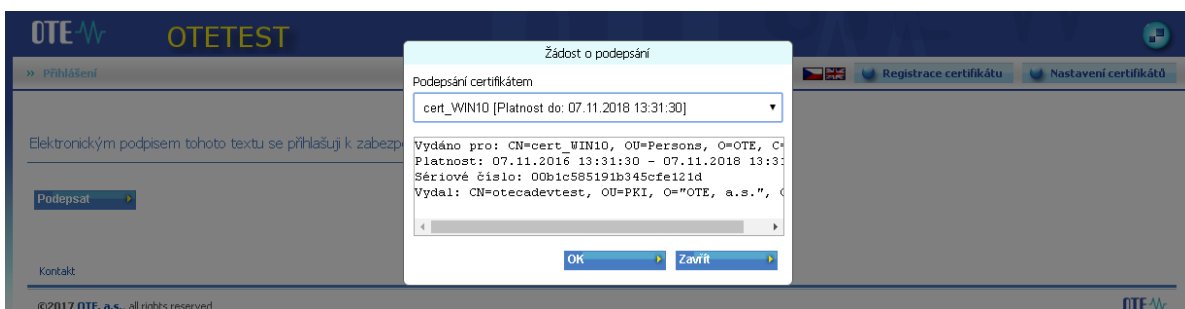 OTE
OTETEST
Žádost o podepsání
» Přihlášení
Registrace certifikátu
Nastavení certifikátů
Podepsání certifikátem
cert_WIN10 [Platnost do: 07.11.2018 13:31:30]
Elektronickým podpisem tohoto textu se přihlašuji k zabezp
Vydáno pro: CN=cert_WIN10, OU=Persons, O=OTE, C=
Platnost: 07.11.2016 13:31:30 - 07.11.2018 13:31
Sériové číslo: 00b1c585191b345cfe121d
Vydal: CN=otecadevtest, OU=PKI, O="OTE, a.s.",
Podepsat
OK
Zavřít
Kontakt
©2017 OTE, a.s., all rights reserved
OTE